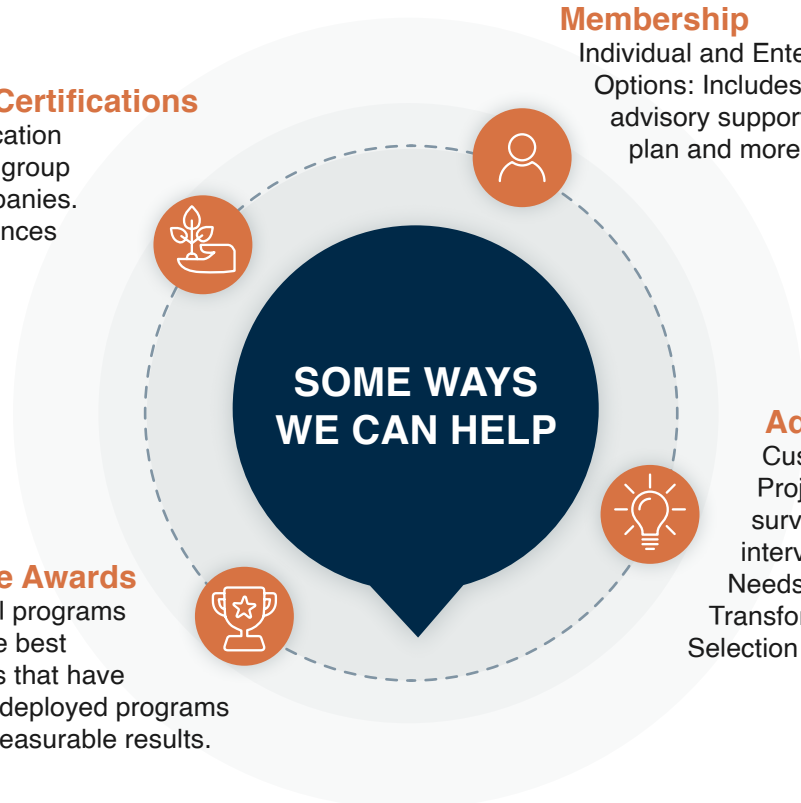 Membership
Individual and Ente
Options: Includes
advisory support
plan and more
Certifications
cation
group
panies.
nces
SOME WAYS
WE CAN HELP
Ad
Cus
Proj
surv
interv
Needs
Transfor
Selection
e Awards
l programs
e best
s that have
deployed programs
easurable results.